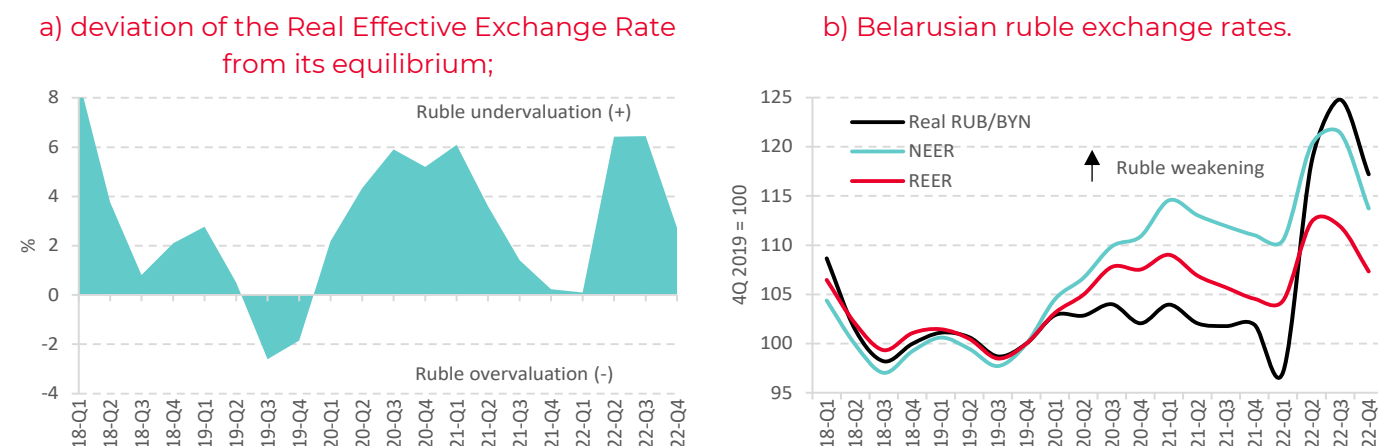 a) deviation of the Real Effective Exchange Rate
from its equilibrium;
8
6
4
2
0
-2
-4
%
Ruble undervaluation (+)
Ruble overvaluation (-)
18-Q1
18-Q2
18-Q3
18-Q4
19-Q1
19-Q2
19-Q3
19-Q4
20-Q1
20-Q2
20-Q3
20-Q4
21-Q1
21-Q2
21-Q3
21-Q4
22-Q1
22-Q2
22-Q3
22-Q4
b) Belarusian ruble exchange rates.
125
120
115
110
105
100
95
4Q 2019 = 100
Real RUB/BYN
NEER
REER
Ruble weakening
18-Q1
18-Q2
18-Q3
18-Q4
19-Q1
19-Q2
19-Q3
19-Q4
20-Q1
20-Q2
20-Q3
20-Q4
21-Q1
21-Q2
21-Q3
21-Q4
22-Q1
22-Q2
22-Q3
22-Q4